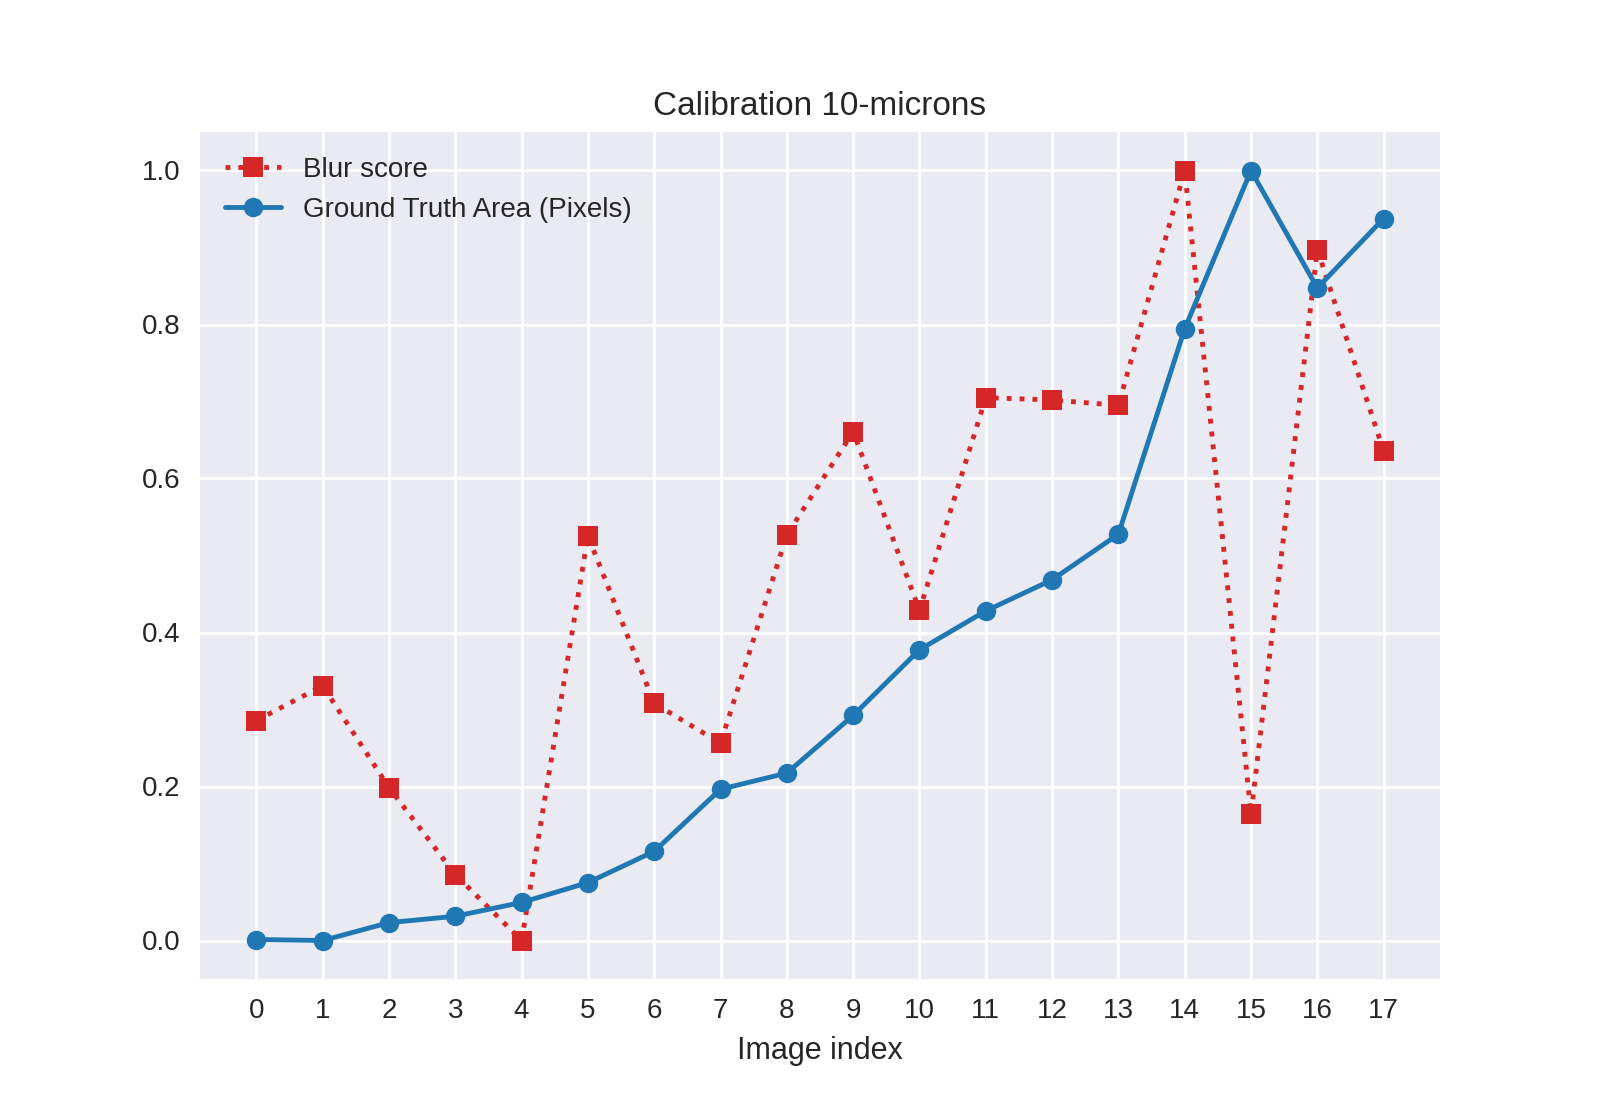 Calibration 10-microns
Blur score
Ground Truth Area (Pixels)
1.0
0.8
0.6
0.4
0.2
0.0
0 1 2 3 4 5 6 7 8 9 10 11 12 13 14 15 16 17
Image index